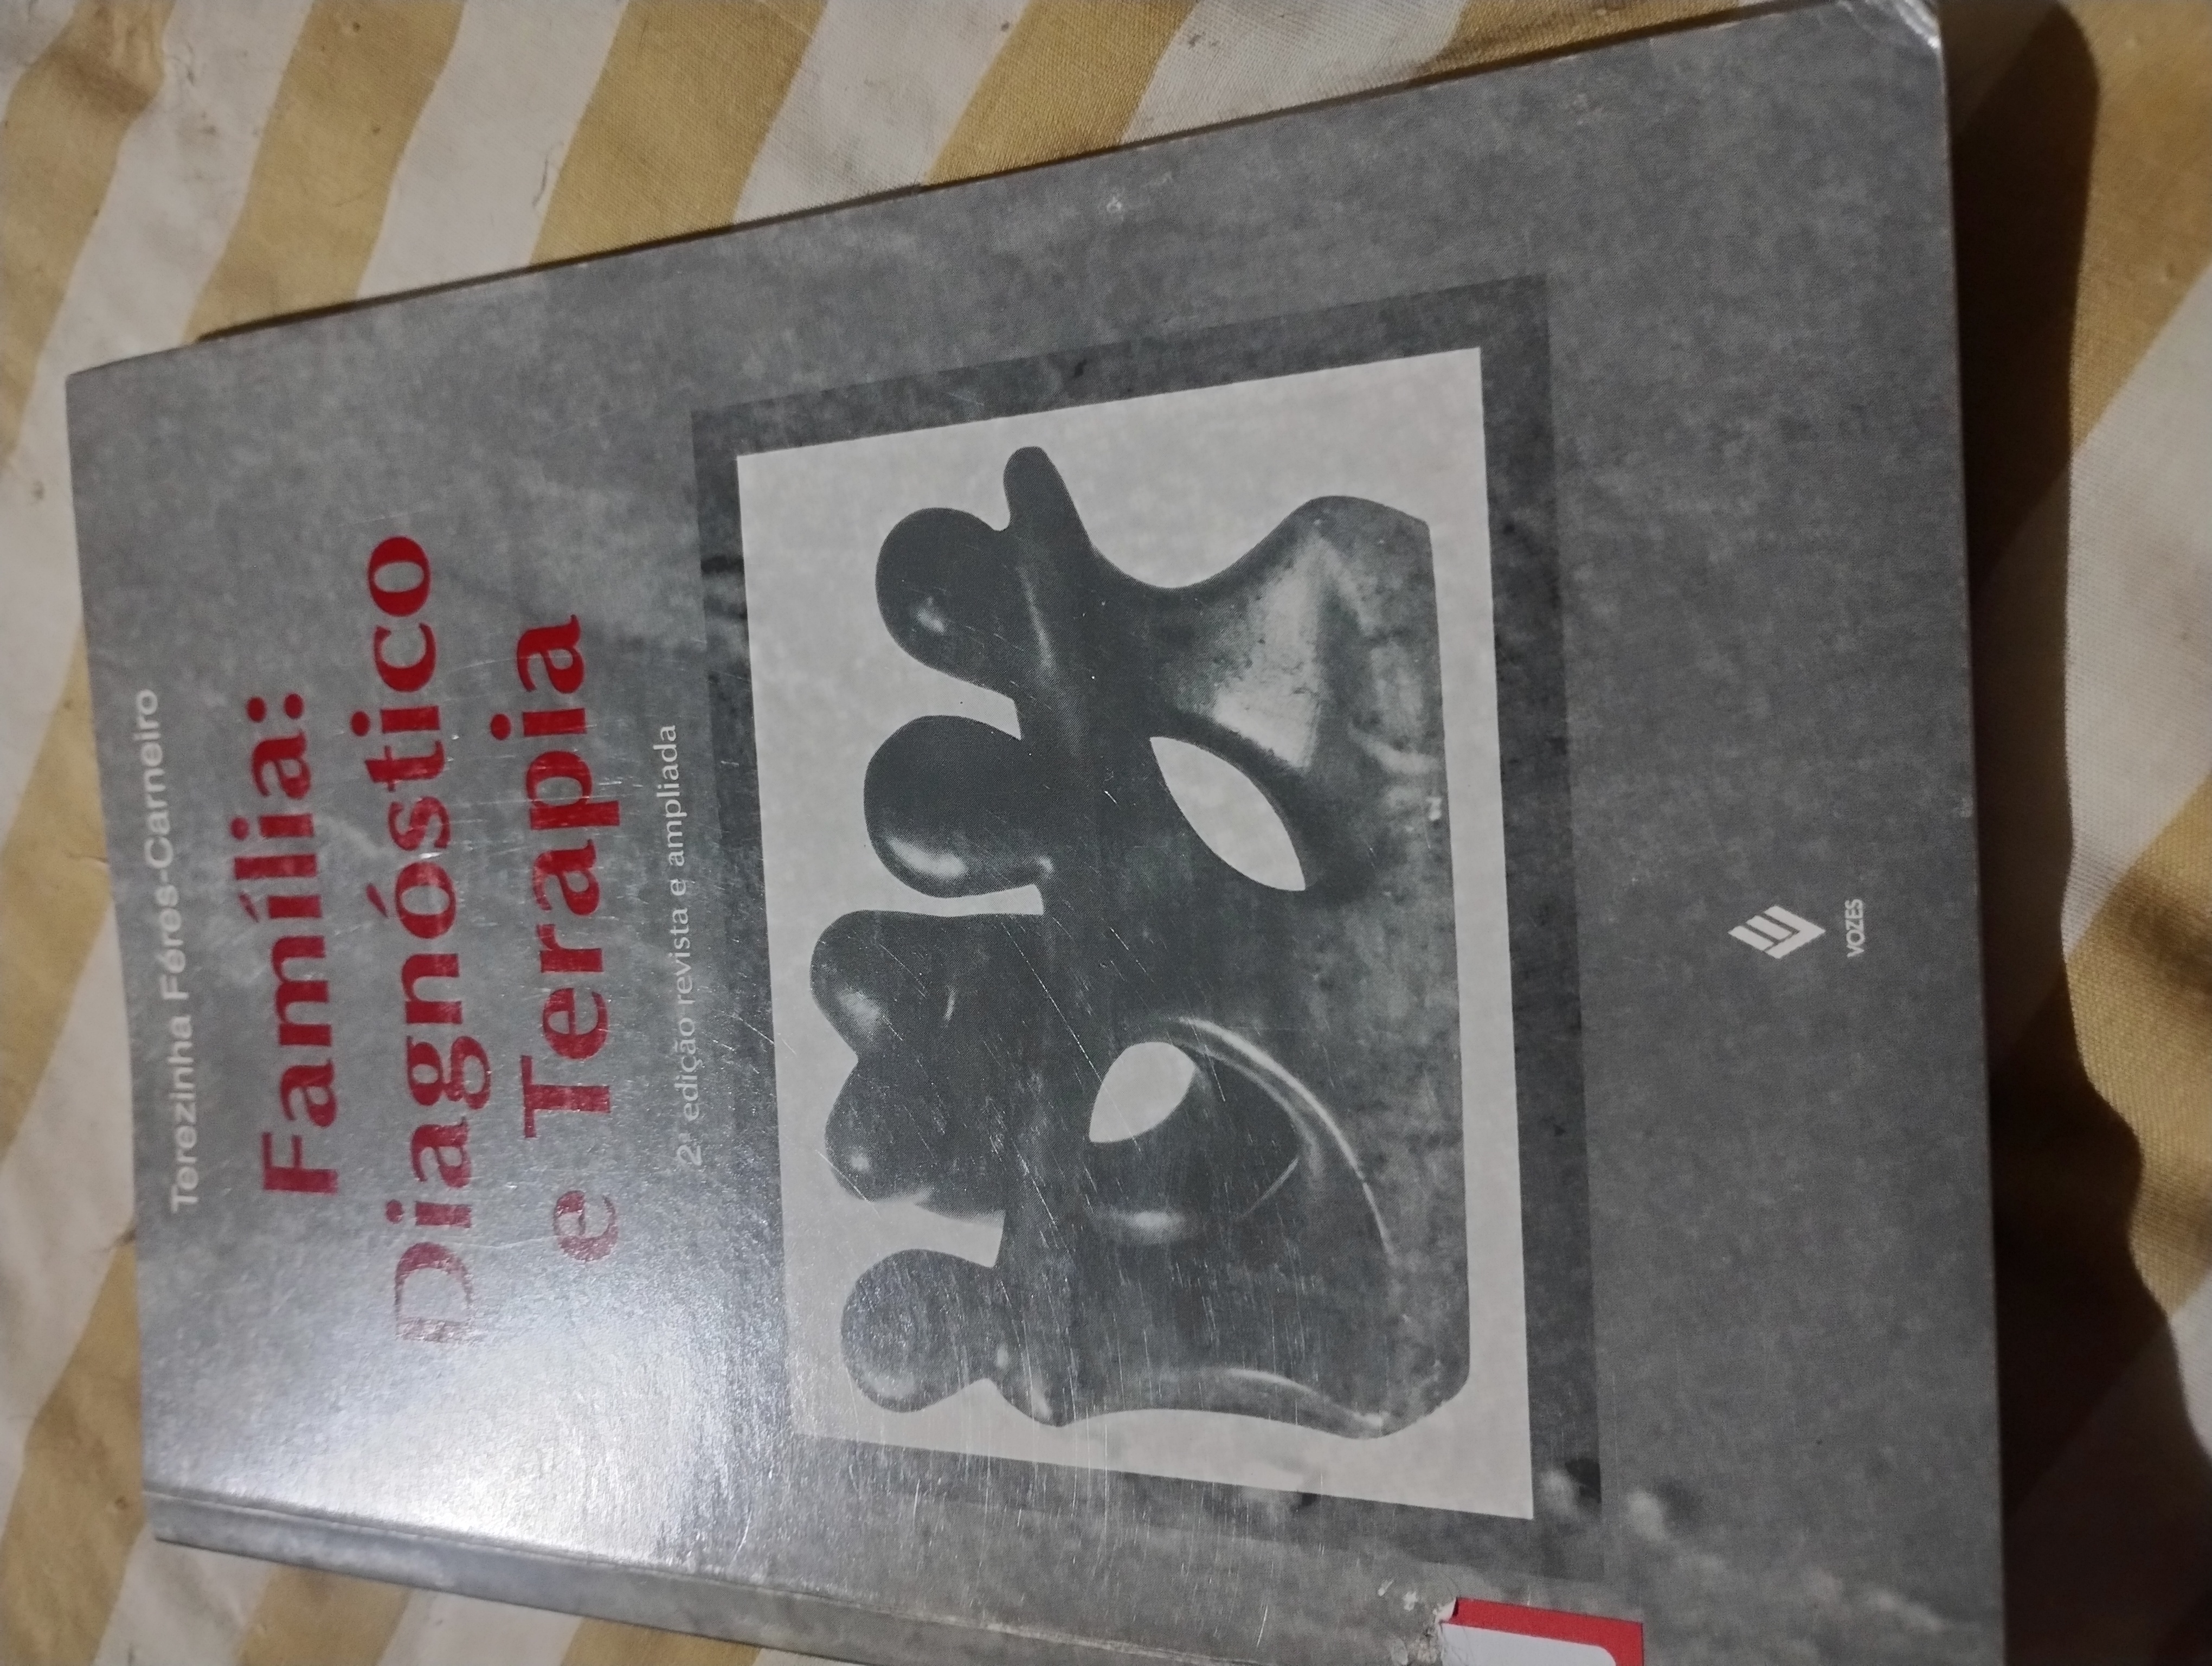 Terezinha Féres-Carneiro
Família:
Diagnóstico
e Terapia
2ª edição revista e ampliada
VOZES